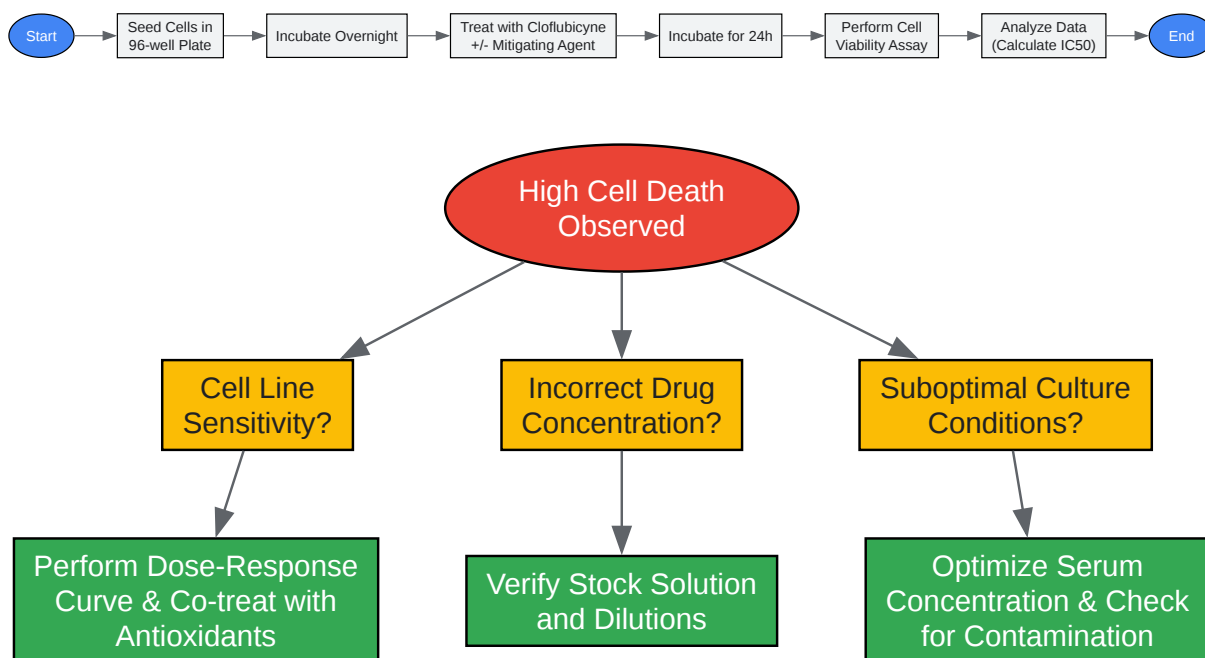 Start
Seed Cells in
96-well Plate
Incubate Overnight
Treat with Cloflubicyne
+/- Mitigating Agent
Incubate for 24h
Perform Cell
Viability Assay
Analyze Data
(Calculate IC50)
End
High Cell Death
Observed
Cell Line
Sensitivity?
Incorrect Drug
Concentration?
Suboptimal Culture
Conditions?
Perform Dose-Response
Curve & Co-treat with
Antioxidants
Verify Stock Solution
and Dilutions
Optimize Serum
Concentration & Check
for Contamination